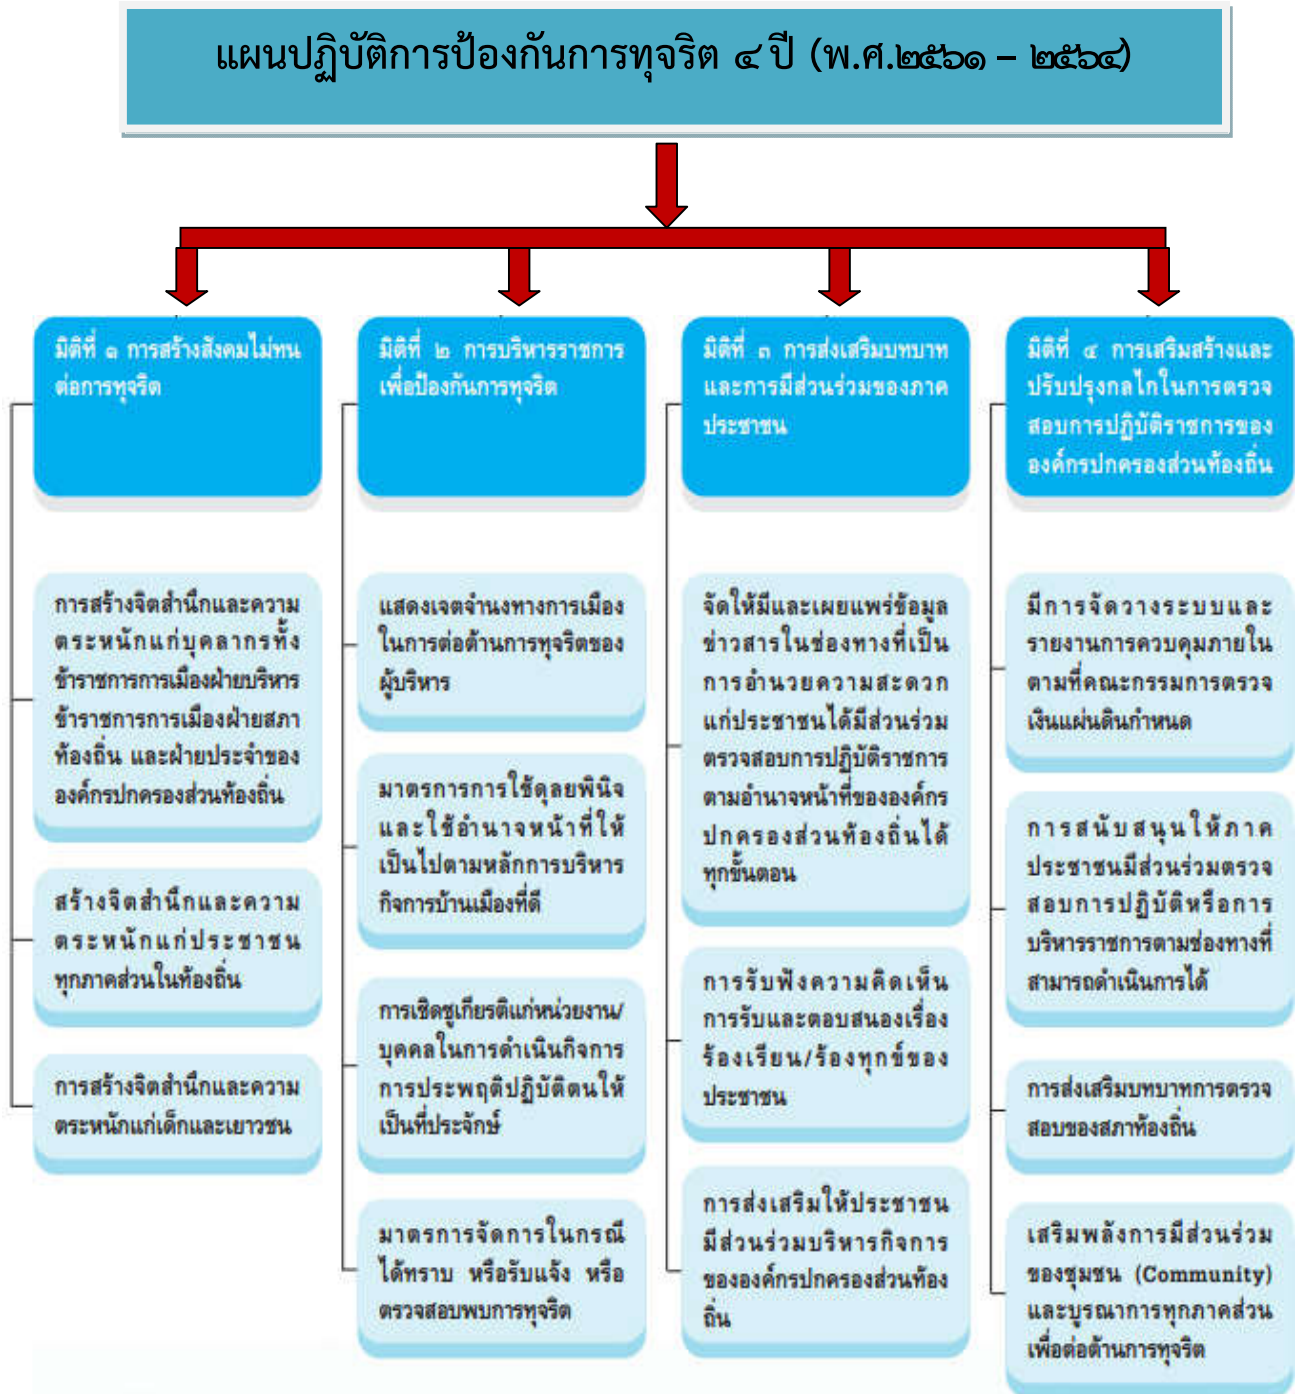 แผนปฏิบัติการป้องกันการทุจริต ๔ ปี (พ.ศ.๒๕๖๑ – ๒๕๖๔)
มิติที่ ๑ การสร้างสังคมไม่ทน
ต่อการทุจริต
การสร้างจิตสำนึกและความ
ตระหนักแก่บุคลากรทั้ง
ข้าราชการการเมืองฝ่ายบริหาร
ข้าราชการการเมืองฝ่ายสภา
ท้องถิ่น และฝ่ายประจำของ
องค์กรปกครองส่วนท้องถิ่น
สร้างจิตสำนึกและความ
ตระหนักแก่ประชาชน
ทุกภาคส่วนในท้องถิ่น
การสร้างจิตสำนึกและความ
ตระหนักแก่เด็กและเยาวชน
มิติที่ ๒ การบริหารราชการ
เพื่อป้องกันการทุจริต
แสดงเจตจำนงทางการเมือง
ในการต่อต้านการทุจริตของ
ผู้บริหาร
มาตรการการใช้ดุลยพินิจ
และใช้อำนาจหน้าที่ให้
เป็นไปตามหลักการบริหาร
กิจการบ้านเมืองที่ดี
การเชิดชูเกียรติแก่หน่วยงาน/
บุคคลในการดำเนินกิจการ
การประพฤติปฏิบัติตนให้
เป็นที่ประจักษ์
มาตรการจัดการในกรณี
ได้ทราบ หรือรับแจ้ง หรือ
ตรวจสอบพบการทุจริต
มิติที่ ๓ การส่งเสริมบทบาท
และการมีส่วนร่วมของภาค
ประชาชน
จัดให้มีและเผยแพร่ข้อมูล
ข่าวสารในช่องทางที่เป็น
การอำนวยความสะดวก
แก่ประชาชนได้มีส่วนร่วม
ตรวจสอบการปฏิบัติราชการ
ตามอำนาจหน้าที่ขององค์กร
ปกครองส่วนท้องถิ่นได้
ทุกขั้นตอน
การรับฟังความคิดเห็น
การรับและตอบสนองเรื่อง
ร้องเรียน/ร้องทุกข์ของ
ประชาชน
การส่งเสริมให้ประชาชน
มีส่วนร่วมบริหารกิจการ
ขององค์กรปกครองส่วนท้อง
ถิ่น
มิติที่ ๔ การเสริมสร้างและ
ปรับปรุงกลไกในการตรวจ
สอบการปฏิบัติราชการของ
องค์กรปกครองส่วนท้องถิ่น
มีการจัดวางระบบและ
รายงานการควบคุมภายใน
ตามที่คณะกรรมการตรวจ
เงินแผ่นดินกำหนด
การสนับสนุนให้ภาค
ประชาชนมีส่วนร่วมตรวจ
สอบการปฏิบัติหรือการ
บริหารราชการตามช่องทางที่
สามารถดำเนินการได้
การส่งเสริมบทบาทการตรวจ
สอบของสภาท้องถิ่น
เสริมพลังการมีส่วนร่วม
ของชุมชน (Community)
และบูรณาการทุกภาคส่วน
เพื่อต่อต้านการทุจริต